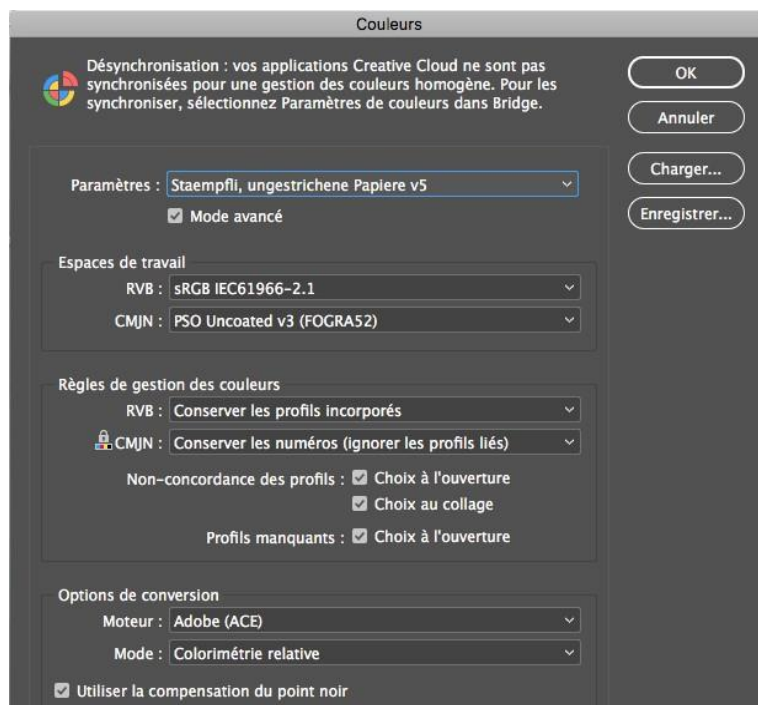 Couleurs
Désynchronisation : vos applications Creative Cloud ne sont pas
synchronisées pour une gestion des couleurs homogène. Pour les
synchroniser, sélectionnez Paramètres de couleurs dans Bridge.
OK
Annuler
Charger...
Enregistrer...
Paramètres : Staempfli, ungestrichene Papiere v5
Mode avancé
Espaces de travail
RVB : sRGB IEC61966-2.1
CMJN : PSO Uncoated v3 (FOGRA52)
Règles de gestion des couleurs
RVB : Conserver les profils incorporés
CMJN : Conserver les numéros (ignorer les profils liés)
Non-concordance des profils : Choix à l'ouverture
Choix au collage
Profils manquants : Choix à l'ouverture
Options de conversion
Moteur : Adobe (ACE)
Mode : Colorimétrie relative
Utiliser la compensation du point noir